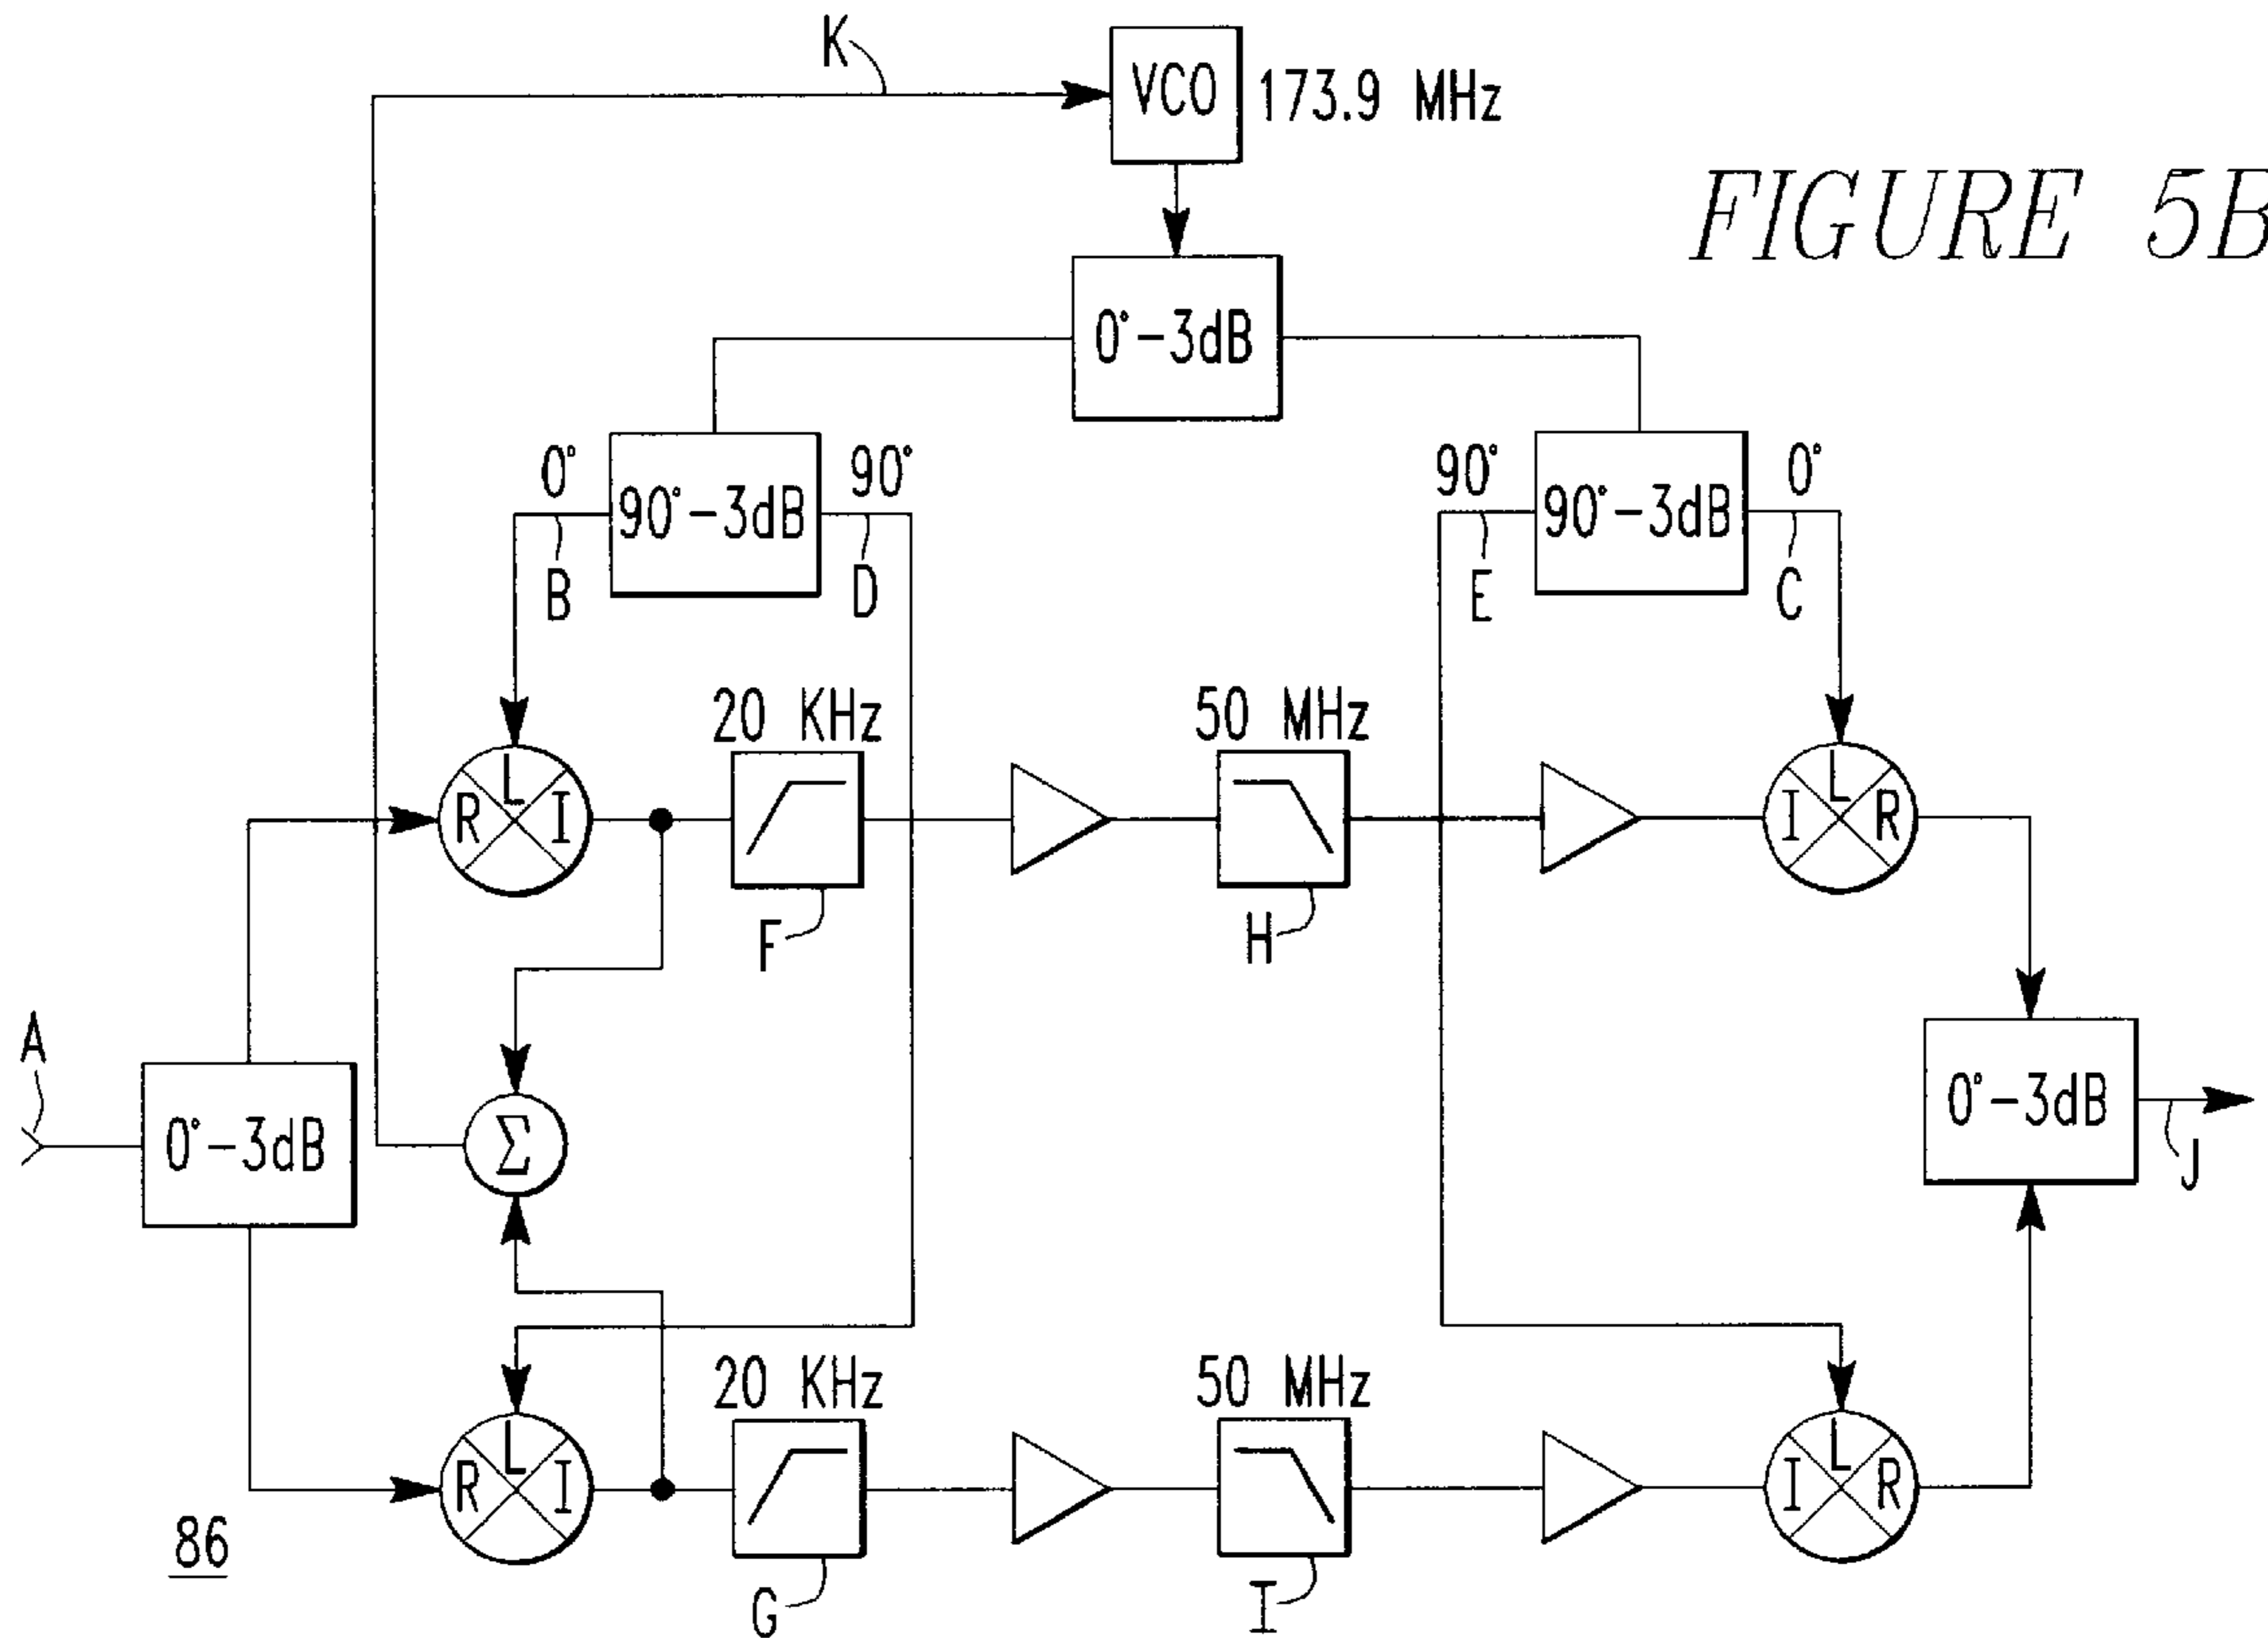 K
VCO 173.9 MHz
FIGURE 5B
0°-3dB
0° 90°-3dB 90°
90° 90°-3dB 0°
B D E C
20 KHz 50 MHz
R L I
I L R
F H
A
0°-3dB
Σ
0°-3dB
J
20 KHz 50 MHz
R L I
I L R
86
G I